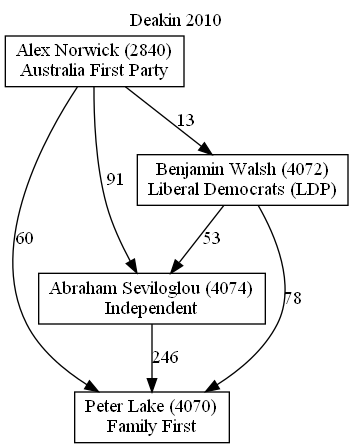 Deakin 2010
Alex Norwick (2840)
Australia First Party
13
Benjamin Walsh (4072)
Liberal Democrats (LDP)
91
60
53
78
Abraham Seviloglou (4074)
Independent
246
Peter Lake (4070)
Family First